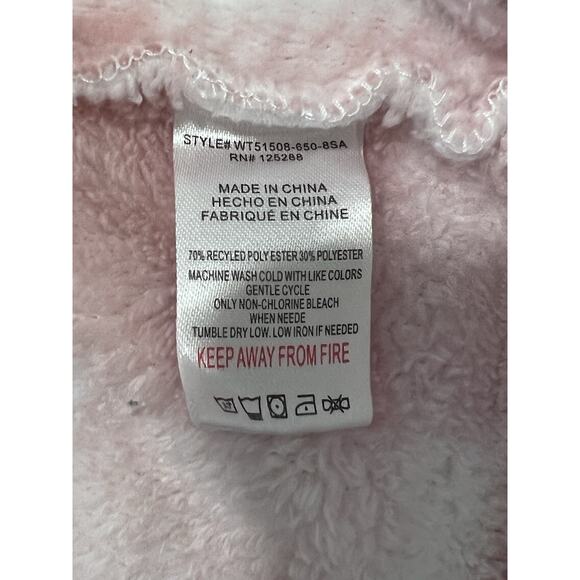 STYLE# WT51508-650-8SA
RN# 125288
MADE IN CHINA
HECHO EN CHINA
FABRIQUÉ EN CHINE
70% RECYLED POLYESTER 30% POLYESTER
MACHINE WASH COLD WITH LIKE COLORS
GENTLE CYCLE
ONLY NON-CHLORINE BLEACH
WHEN NEEDE
TUMBLE DRY LOW. LOW IRON IF NEEDED
KEEP AWAY FROM FIRE